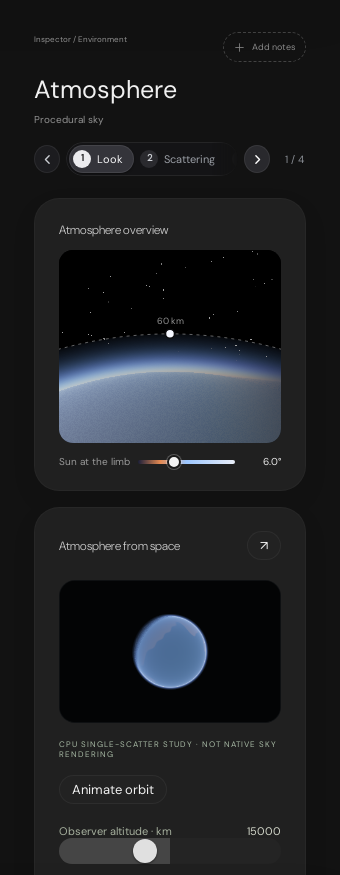 Inspector / Environment
Add notes
Atmosphere
Procedural sky
1 Look
2 Scattering
1 / 4
Atmosphere overview
60 km
Sun at the limb
6.0°
Atmosphere from space
CPU SINGLE-SCATTER STUDY · NOT NATIVE SKY
RENDERING
Animate orbit
Observer altitude · km
15000